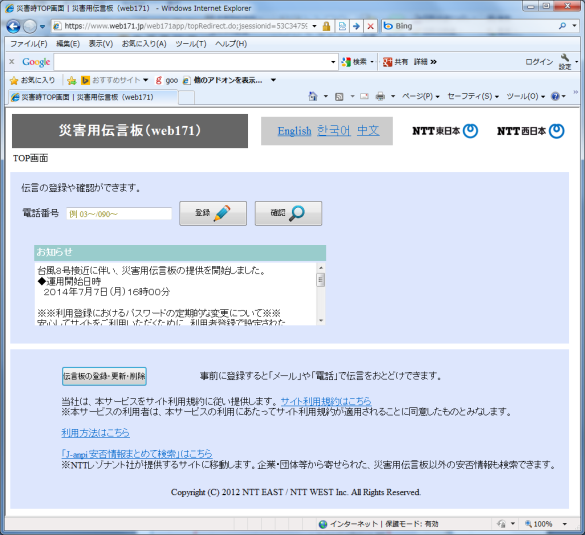 災害時TOP画面 | 災害用伝言板 (web171) - Windows Internet Explorer
https://www.web171.jp/web171app/topRedirect.do;jsessionid=53C3475
Bing
ファイル(F) 編集(E) 表示(V) お気に入り(A) ツール(T) ヘルプ(H)
× Google 検索 共有 詳細 » ログイン 設定
お気に入り おすすめサイト goo 他のアドオンを表示...
災害時TOP画面 | 災害用伝言板 (web171)
ページ(P) セーフティ(S) ツール(O)
災害用伝言板(web171)
English 한국어 中文
NTT東日本 NTT西日本
TOP画面
伝言の登録や確認ができます。
電話番号 例 03～/090～ 登録 確認
お知らせ
台風8号接近に伴い、災害用伝言板の提供を開始しました。
◆運用開始日時
2014年7月7日(月)16時00分
※※利用登録におけるパスワードの定期的な変更について※※
安心してサイトをご利用いただくために、利用者登録で設定された
伝言板の登録・更新・削除 事前に登録すると「メール」や「電話」で伝言をおとどけできます。
当社は、本サービスをサイト利用規約に従い提供します。 サイト利用規約はこちら
※本サービスの利用者は、本サービスの利用にあたってサイト利用規約が適用されることに同意したものとみなします。
利用方法はこちら
「J-anpi 安否情報まとめて検索」はこちら
※NTTレゾナント社が提供するサイトに移動します。企業・団体等から寄せられた、災害用伝言板以外の安否情報も検索できます。
Copyright (C) 2012 NTT EAST / NTT WEST Inc. All Rights Reserved.
インターネット | 保護モード: 有効 100%